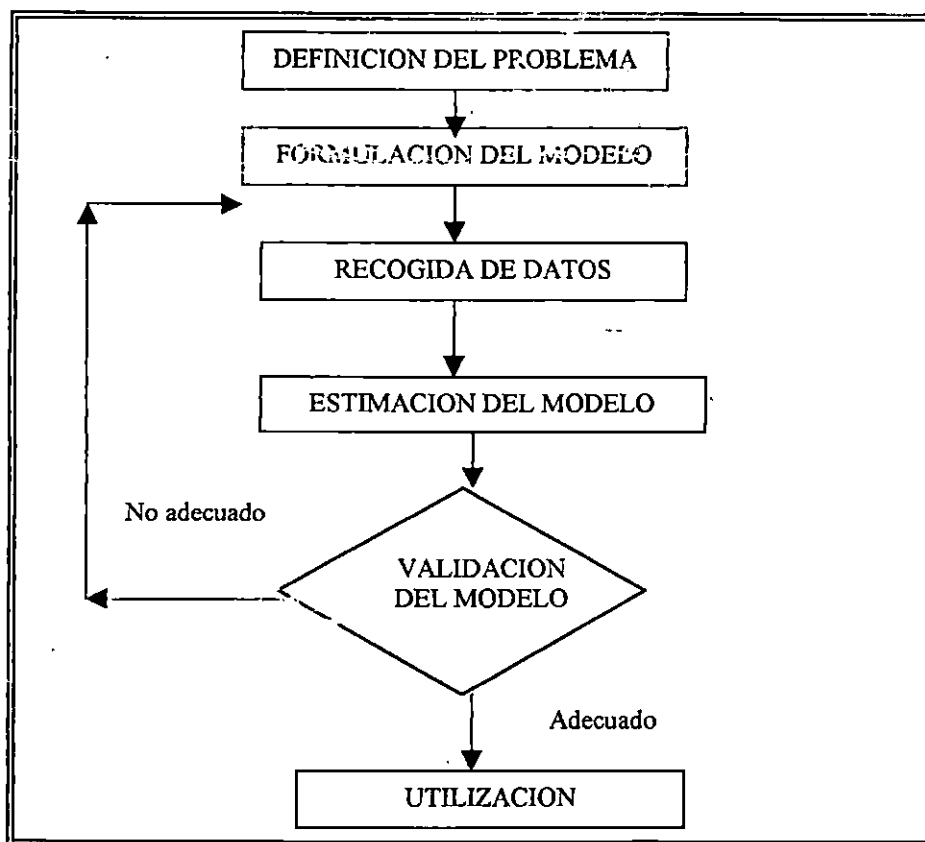 DEFINICION DEL PROBLEMA
FORMULACION DEL MODELO
RECOGIDA DE DATOS
ESTIMACION DEL MODELO
No adecuado
VALIDACION
DEL MODELO
Adecuado
UTILIZACION